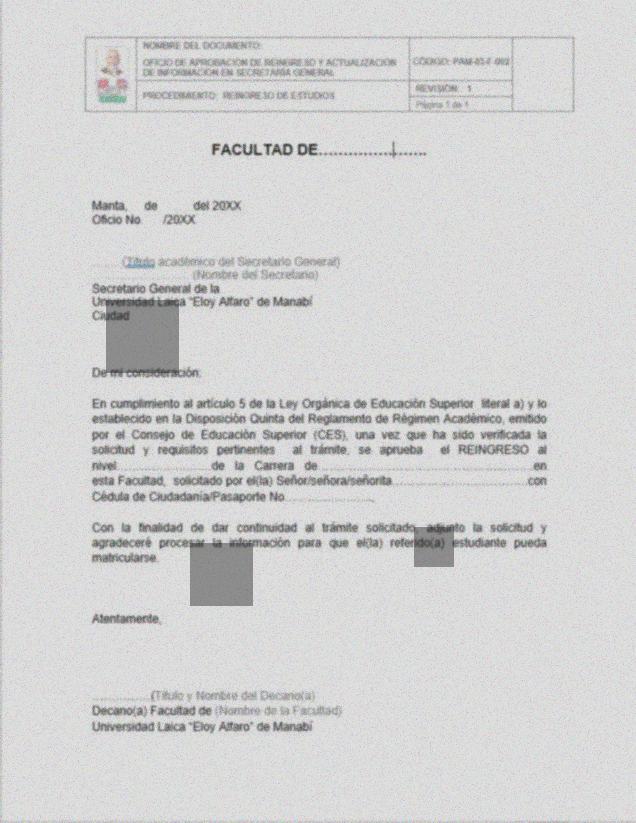 NOMBRE DEL DOCUMENTO:
OFICIO DE APROBACIÓN DE REINGRESO Y ACTUALIZACIÓN
DE INFORMACIÓN EN SECRETARÍA GENERAL
CÓDIGO: PAM-03-F-002
PROCEDIMIENTO: REINGRESO DE ESTUDIOS
REVISIÓN: 1
Página 1 de 1
FACULTAD DE......................
Manta, de del 20XX
Oficio No. /20XX
........(Título académico del Secretario General)
.......................... (Nombre del Secretario)
Secretario General de la
Universidad Laica "Eloy Alfaro" de Manabí
Ciudad
De mi consideración:
En cumplimiento al artículo 5 de la Ley Orgánica de Educación Superior literal a) y lo
establecido en la Disposición Quinta del Reglamento de Régimen Académico, emitido
por el Consejo de Educación Superior (CES), una vez que ha sido verificada la
solicitud y requisitos pertinentes al trámite, se aprueba el REINGRESO al
nivel........................de la Carrera de.......................................................en
esta Facultad, solicitado por el(la) Señor/señora/señorita...................................con
Cédula de Ciudadanía/Pasaporte No.......................,
Con la finalidad de dar continuidad al trámite solicitado, adjunto la solicitud y
agradeceré procesar la información para que el(la) referido(a) estudiante pueda
matricularse.
Atentamente,
................(Título y Nombre del Decano(a)
Decano(a) Facultad de (Nombre de la Facultad)
Universidad Laica "Eloy Alfaro" de Manabí